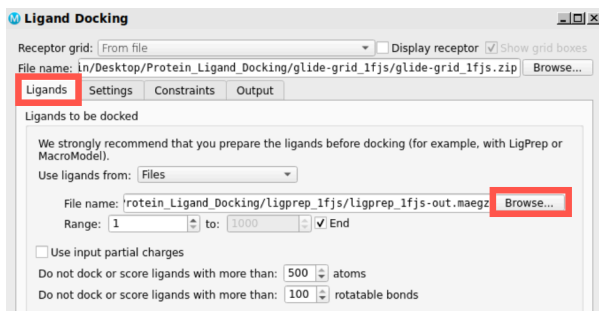 Ligand Docking
Receptor grid: From file Display receptor Show grid boxes
File name: in/Desktop/Protein_Ligand_Docking/glide-grid_1fjs/glide-grid_1fjs.zip Browse...
Ligands Settings Constraints Output
Ligands to be docked
We strongly recommend that you prepare the ligands before docking (for example, with LigPrep or
MacroModel).
Use ligands from: Files
File name: rotein_Ligand_Docking/ligprep_1fjs/ligprep_1fjs-out.maegz Browse...
Range: 1 to: 1000 End
Use input partial charges
Do not dock or score ligands with more than: 500 atoms
Do not dock or score ligands with more than: 100 rotatable bonds